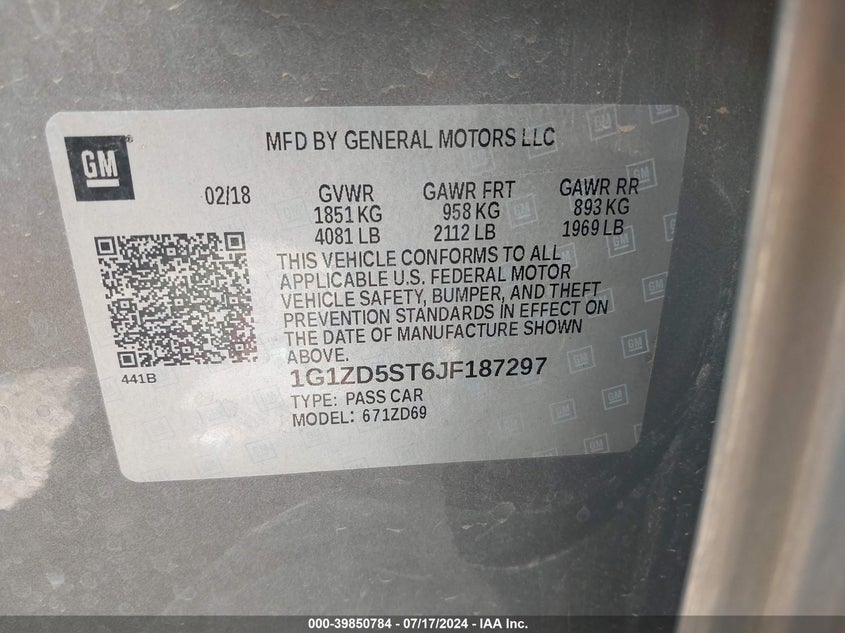 MFD BY GENERAL MOTORS LLC
GM
02/18 GVWR GAWR FRT GAWR RR
1851 KG 958 KG 893 KG
4081 LB 2112 LB 1969 LB
THIS VEHICLE CONFORMS TO ALL
APPLICABLE U.S. FEDERAL MOTOR
VEHICLE SAFETY, BUMPER, AND THEFT
PREVENTION STANDARDS IN EFFECT ON
THE DATE OF MANUFACTURE SHOWN
ABOVE.
441B
1G1ZD5ST6JF187297
TYPE: PASS CAR
MODEL: 671ZD69
000-39850784 - 07/17/2024 - IAA Inc.